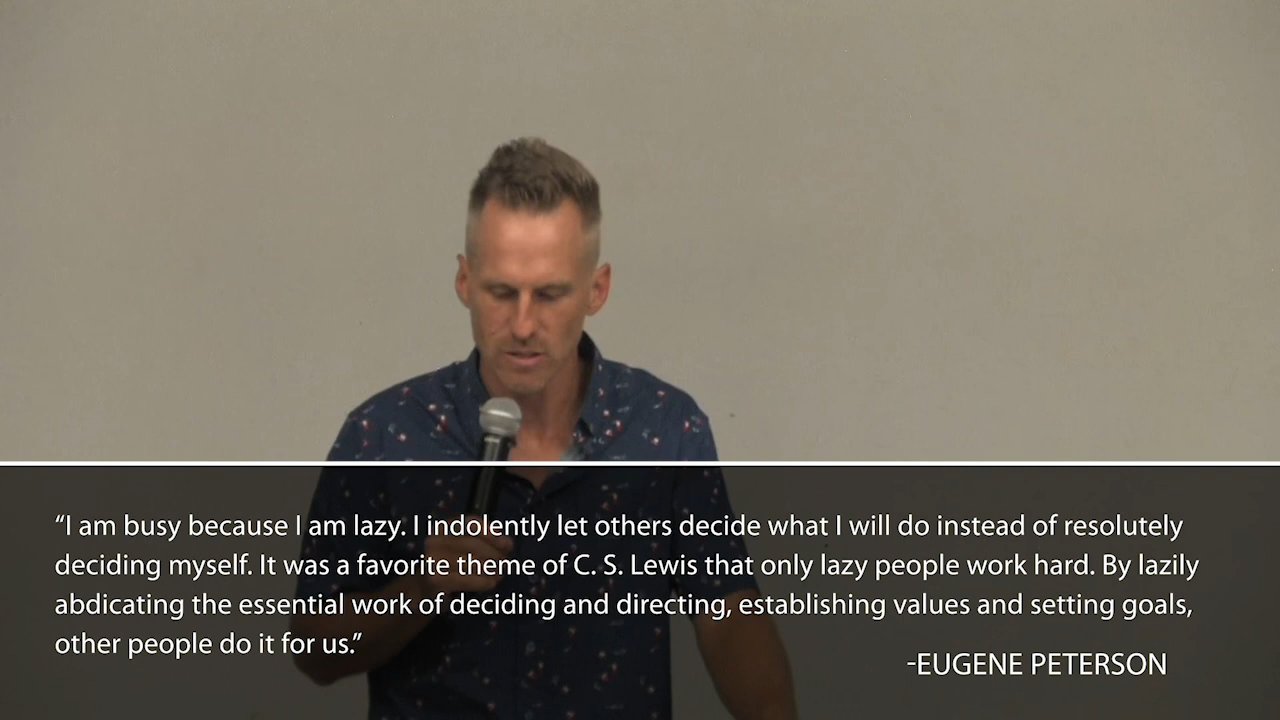 “I am busy because I am lazy. I indolently let others decide what I will do instead of resolutely
deciding myself. It was a favorite theme of C. S. Lewis that only lazy people work hard. By lazily
abdicating the essential work of deciding and directing, establishing values and setting goals,
other people do it for us.”
-EUGENE PETERSON